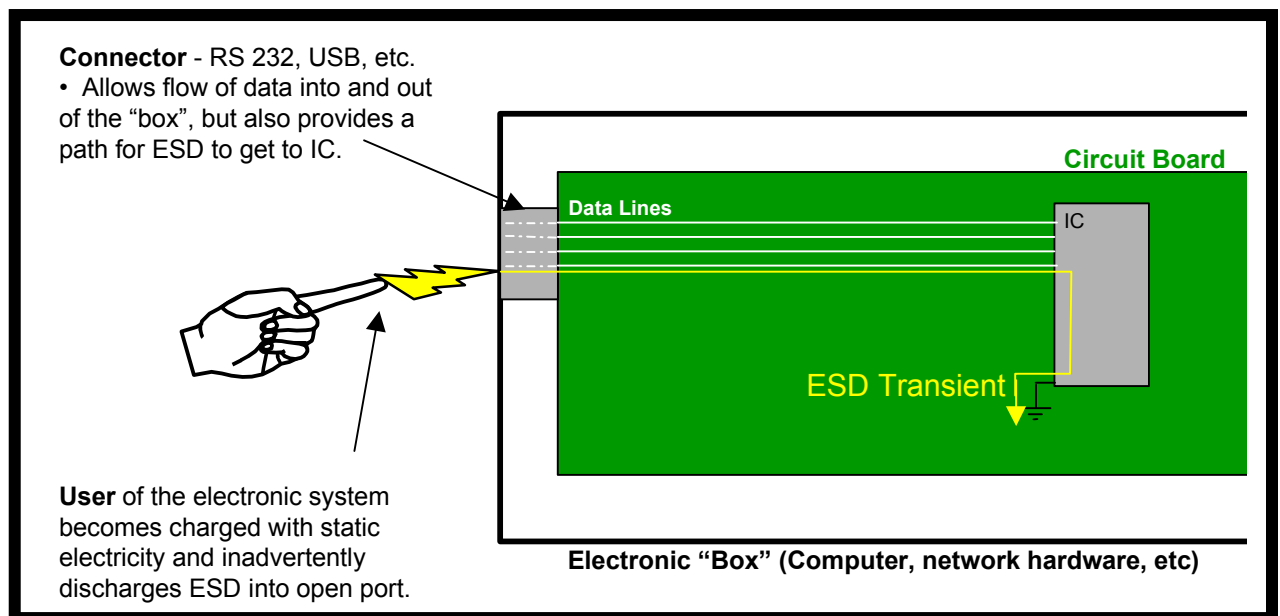 Connector - RS 232, USB, etc.
• Allows flow of data into and out
of the “box”, but also provides a
path for ESD to get to IC.
Circuit Board
Data Lines
IC
ESD Transient
User of the electronic system
becomes charged with static
electricity and inadvertently
discharges ESD into open port.
Electronic “Box” (Computer, network hardware, etc)